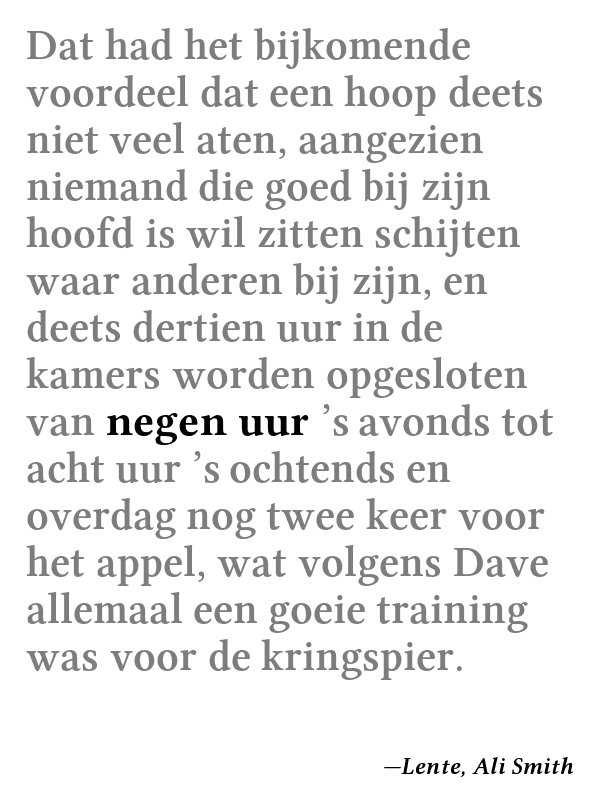 Dat had het bijkomende
voordeel dat een hoop deets
niet veel aten, aangezien
niemand die goed bij zijn
hoofd is wil zitten schijten
waar anderen bij zijn, en
deets dertien uur in de
kamers worden opgesloten
van negen uur ’s avonds tot
acht uur ’s ochtends en
overdag nog twee keer voor
het appel, wat volgens Dave
allemaal een goeie training
was voor de kringspier.
—Lente, Ali Smith